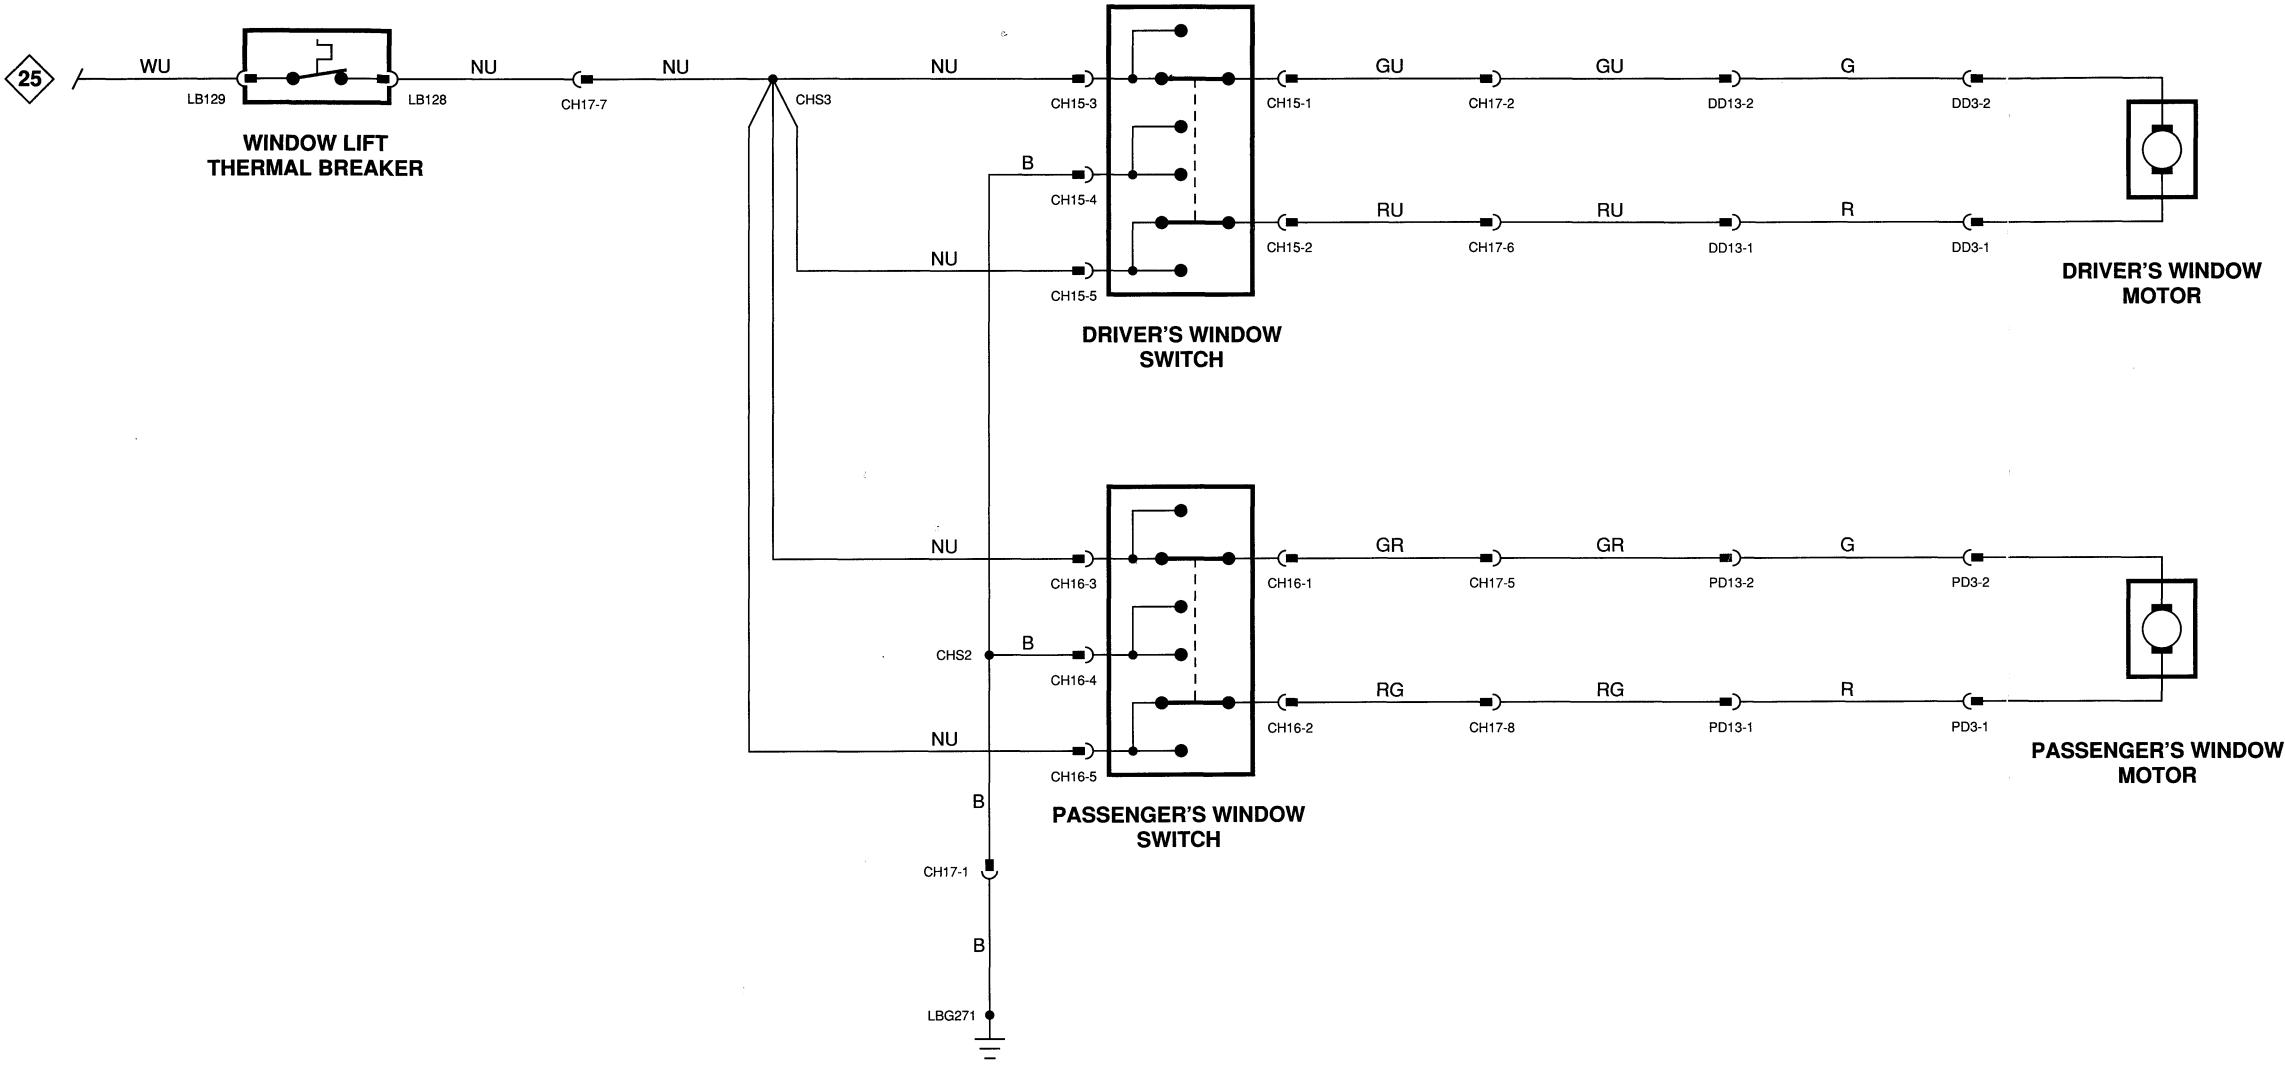 25
WU
LB129
LB128
WINDOW LIFT
THERMAL BREAKER
NU
CH17-7
NU
CHS3
NU
CH15-3
B
CH15-4
NU
CH15-5
DRIVER'S WINDOW
SWITCH
CH15-1
GU
CH17-2
GU
DD13-2
G
DD3-2
CH15-2
RU
CH17-6
RU
DD13-1
R
DD3-1
DRIVER'S WINDOW
MOTOR
NU
CH16-3
CHS2
B
CH16-4
NU
CH16-5
PASSENGER'S WINDOW
SWITCH
CH16-1
GR
CH17-5
GR
PD13-2
G
PD3-2
CH16-2
RG
CH17-8
RG
PD13-1
R
PD3-1
PASSENGER'S WINDOW
MOTOR
B
CH17-1
B
LBG271